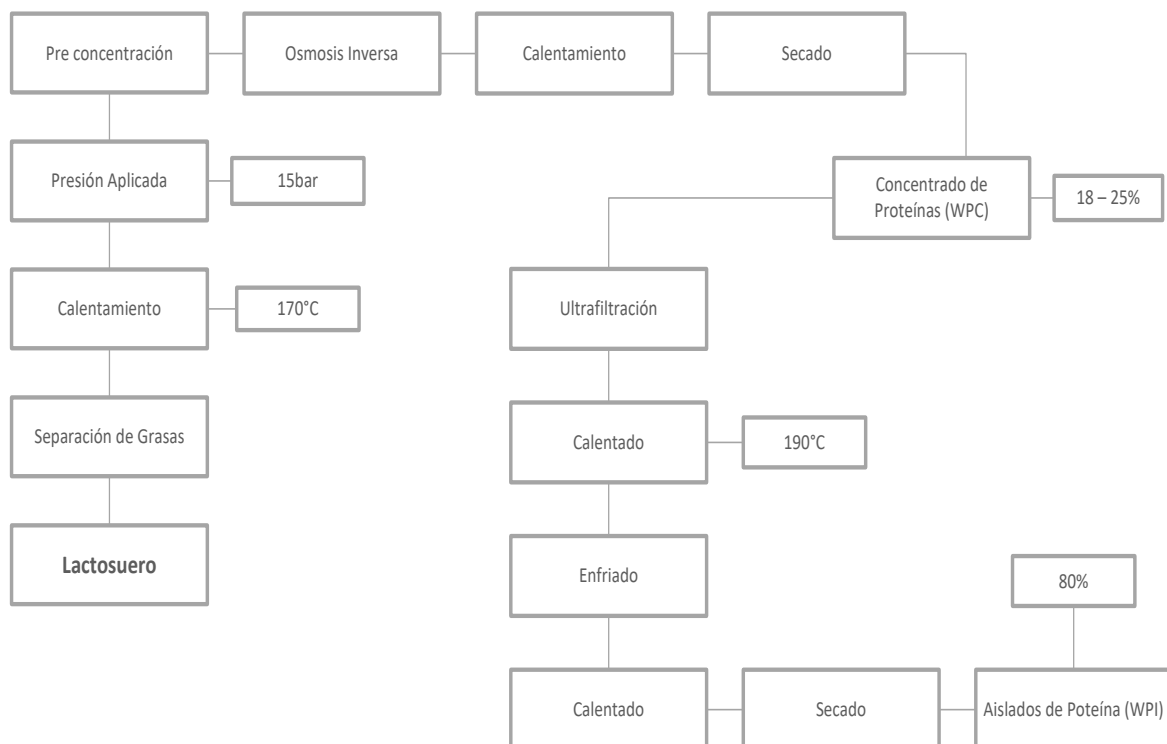 Pre concentración
Osmosis Inversa
Calentamiento
Secado
Presión Aplicada
15bar
Concentrado de
Proteínas (WPC)
18 – 25%
Calentamiento
170°C
Ultrafiltración
Separación de Grasas
Calentado
190°C
Lactosuero
Enfriado
80%
Calentado
Secado
Aislados de Poteína (WPI)